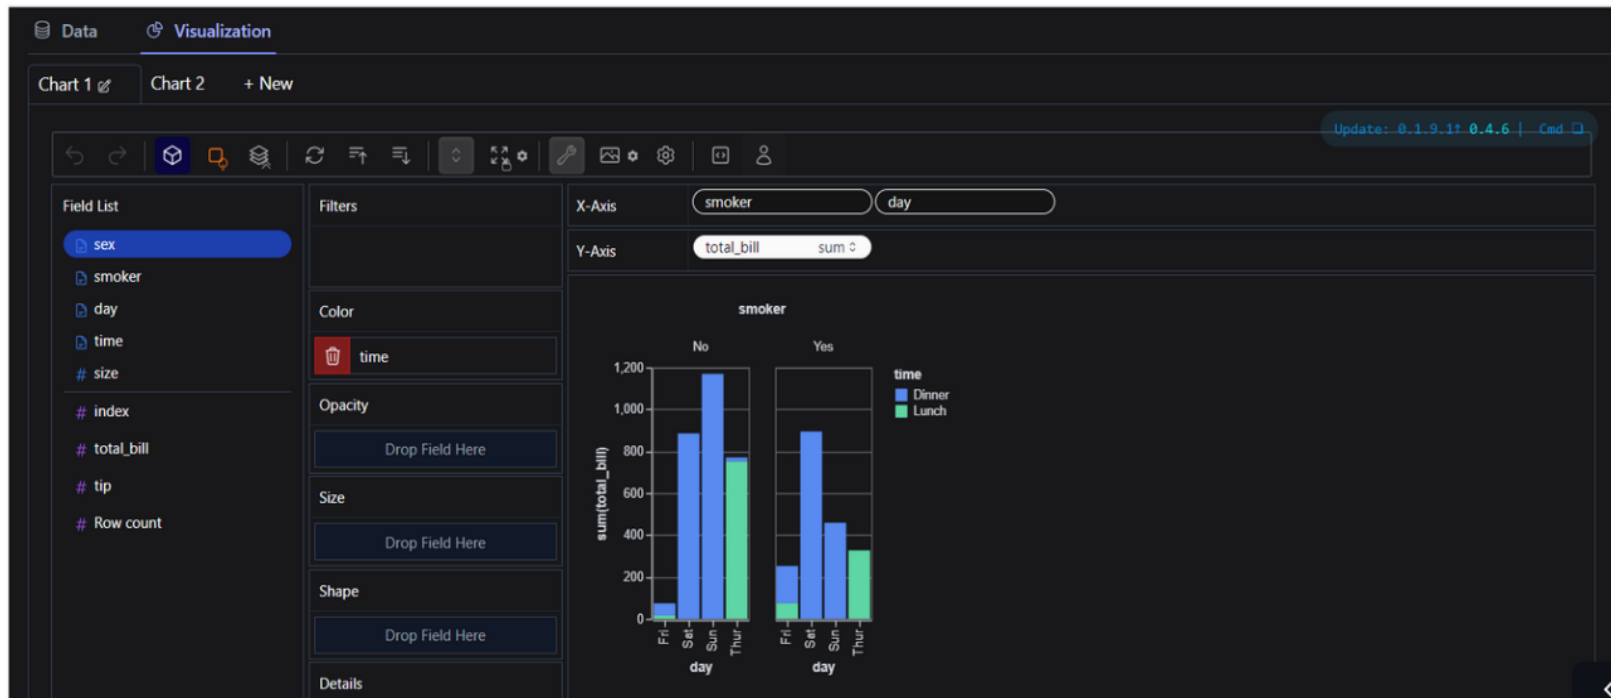 Data Visualization
Chart 1 Chart 2 + New
Update: 0.1.9.1↑ 0.4.6 | Cmd
Field List
sex
smoker
day
time
# size
# index
# total_bill
# tip
# Row count
Filters
Color
time
Opacity
Drop Field Here
Size
Drop Field Here
Shape
Drop Field Here
Details
X-Axis smoker day
Y-Axis total_bill sum
smoker
No Yes
1,200
1,000
800
600
400
200
0
sum(total_bill)
Fri Sat Sun Thur Fri Sat Sun Thur
day day
time
Dinner
Lunch